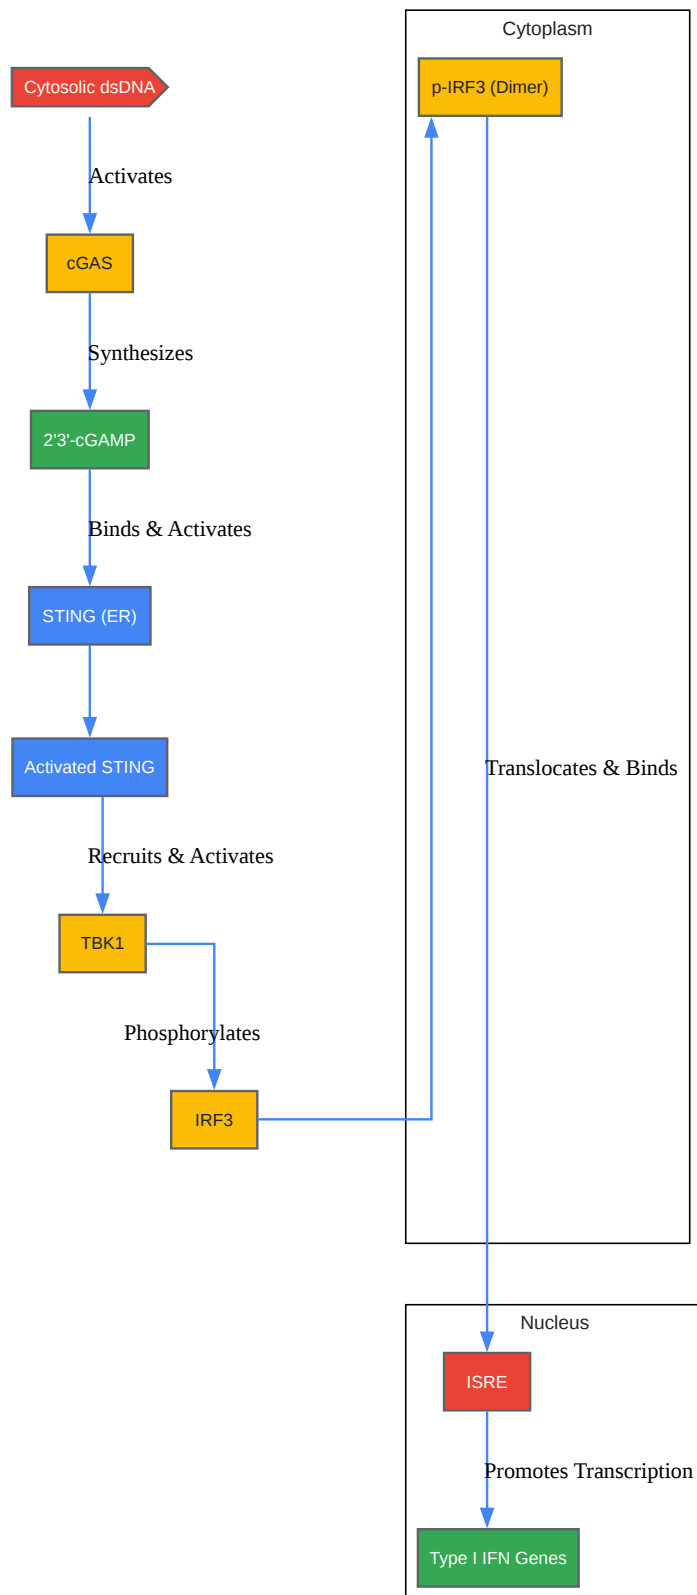 Cytosolic dsDNA
Activates
cGAS
Synthesizes
2'3'-cGAMP
Binds & Activates
STING (ER)
Activated STING
Recruits & Activates
TBK1
Phosphorylates
IRF3
Cytoplasm
p-IRF3 (Dimer)
Translocates & Binds
Nucleus
ISRE
Promotes Transcription
Type I IFN Genes